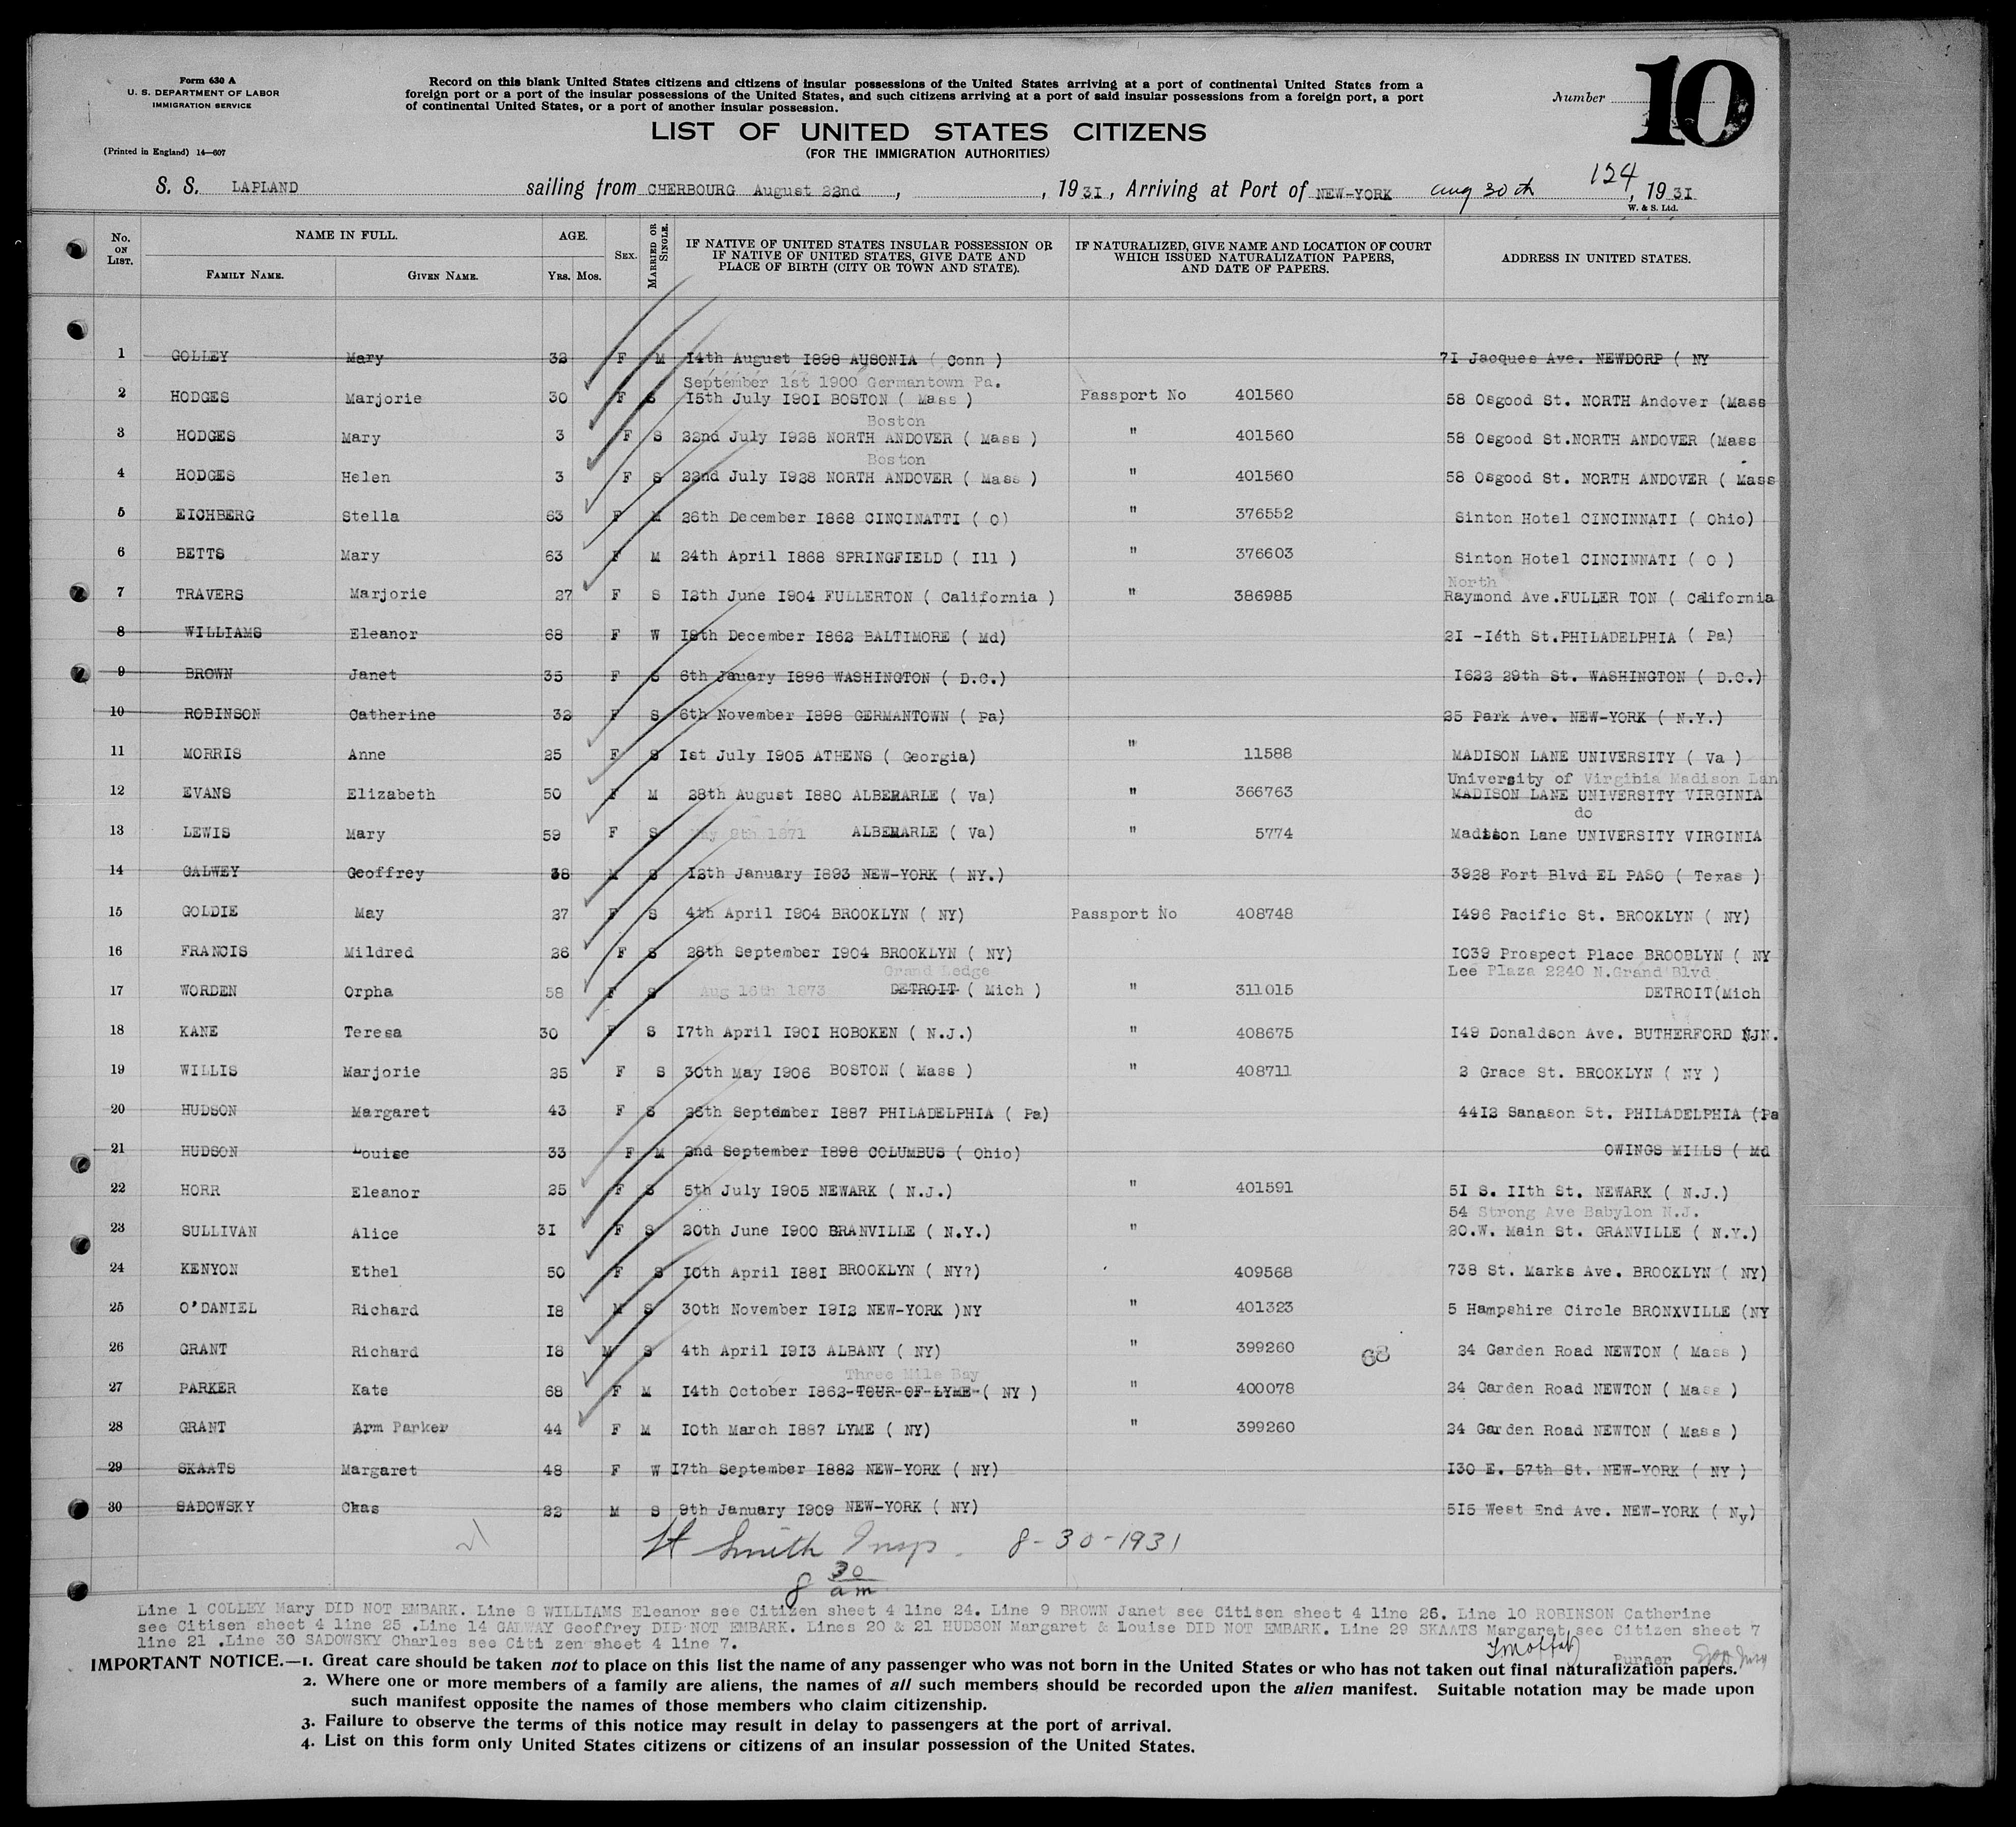 Form 630 A
U. S. DEPARTMENT OF LABOR
IMMIGRATION SERVICE
(Printed in England) 14—607
Record on this blank United States citizens and citizens of insular possessions of the United States arriving at a port of continental United States from a
foreign port or a port of the insular possessions of the United States, and such citizens arriving at a port of said insular possessions from a foreign port, a port
of continental United States, or a port of another insular possession.
Number 10
LIST OF UNITED STATES CITIZENS
(FOR THE IMMIGRATION AUTHORITIES)
124
S. S. LAPLAND sailing from CHERBOURG August 22nd , , 1931, Arriving at Port of NEW-YORK Aug 30th , 1931
W. & S. Ltd.
No. ON LIST. NAME IN FULL. FAMILY NAME. GIVEN NAME. AGE. YRS. MOS. SEX. MARRIED OR SINGLE. IF NATIVE OF UNITED STATES INSULAR POSSESSION OR IF NATIVE OF UNITED STATES, GIVE DATE AND PLACE OF BIRTH (CITY OR TOWN AND STATE). IF NATURALIZED, GIVE NAME AND LOCATION OF COURT WHICH ISSUED NATURALIZATION PAPERS, AND DATE OF PAPERS. ADDRESS IN UNITED STATES.
1 GOLLEY Mary 32 F M 14th August 1898 AUSONIA ( Conn ) 71 Jacques Ave. NEWDORP ( NY
September 1st 1900 Germantown Pa.
2 HODGES Marjorie 30 F S 15th July 1901 BOSTON ( Mass ) Passport No 401560 58 Osgood St. NORTH Andover (Mass
Boston
3 HODGES Mary 3 F S 22nd July 1928 NORTH ANDOVER ( Mass ) " 401560 58 Osgood St.NORTH ANDOVER (Mass
Boston
4 HODGES Helen 3 F S 22nd July 1928 NORTH ANDOVER ( Mass ) " 401560 58 Osgood St. NORTH ANDOVER ( Mass
5 EICHBERG Stella 63 F M 26th December 1868 CINCINATTI ( O) " 376552 Sinton Hotel CINCINNATI ( Ohio)
6 BETTS Mary 63 F M 24th April 1868 SPRINGFIELD ( Ill ) " 376603 Sinton Hotel CINCINNATI ( O )
North
7 TRAVERS Marjorie 27 F S 12th June 1904 FULLERTON ( California ) " 386985 Raymond Ave.FULLER TON ( California
8 WILLIAMS Eleanor 68 F W 18th December 1862 BALTIMORE ( Md) 21 -16th St.PHILADELPHIA ( Pa)
9 BROWN Janet 35 F S 6th January 1896 WASHINGTON ( D.C.) 1622 29th St. WASHINGTON ( D.C.)
10 ROBINSON Catherine 32 F S 6th November 1898 GERMANTOWN ( Pa) 25 Park Ave. NEW-YORK ( N.Y.)
11 MORRIS Anne 25 F S 1st July 1905 ATHENS ( Georgia) " 11588 MADISON LANE UNIVERSITY ( Va )
University of Virginia Madison Lan
12 EVANS Elizabeth 50 F M 28th August 1880 ALBEMARLE ( Va) " 366763 MADISON LANE UNIVERSITY VIRGINIA
do
13 LEWIS Mary 59 F S May 9th 1871 ALBEMARLE ( Va) " 5774 Madison Lane UNIVERSITY VIRGINIA
14 GALWEY Geoffrey 38 M S 12th January 1893 NEW-YORK ( NY.) 3928 Fort Blvd EL PASO ( Texas )
15 GOLDIE May 27 F S 4th April 1904 BROOKLYN ( NY) Passport No 408748 1496 Pacific St. BROOKLYN ( NY)
16 FRANCIS Mildred 26 F S 28th September 1904 BROOKLYN ( NY) 1039 Prospect Place BROOBLYN ( NY
Grand Ledge Lee Plaza 2240 N.Grand Blvd
17 WORDEN Orpha 58 F S Aug 16th 1873 DETROIT ( Mich ) " 311015 DETROIT(Mich
18 KANE Teresa 30 F S 17th April 1901 HOBOKEN ( N.J.) " 408675 149 Donaldson Ave. BUTHERFORD NJN.
19 WILLIS Marjorie 25 F S 30th May 1906 BOSTON ( Mass ) " 408711 2 Grace St. BROOKLYN ( NY )
20 HUDSON Margaret 43 F S 26th September 1887 PHILADELPHIA ( Pa) 4412 Sanason St. PHILADELPHIA (Pa
21 HUDSON Louise 33 F M 2nd September 1898 COLUMBUS ( Ohio) OWINGS MILLS ( Md
22 HORR Eleanor 25 F S 5th July 1905 NEWARK ( N.J.) " 401591 51 S. 11th St. NEWARK ( N.J.)
54 Strong Ave Babylon N.J.
23 SULLIVAN Alice 31 F S 20th June 1900 GRANVILLE ( N.Y.) " 20.W. Main St. GRANVILLE ( N.Y.)
24 KENYON Ethel 50 F S 10th April 1881 BROOKLYN ( NY?) ' 409568 738 St. Marks Ave. BROOKLYN ( NY)
25 O'DANIEL Richard 18 M S 30th November 1912 NEW-YORK )NY " 401323 5 Hampshire Circle BRONXVILLE (NY
26 GRANT Richard 18 M S 4th April 1913 ALBANY ( NY) " 399260 68 24 Garden Road NEWTON ( Mass )
Three Mile Bay
27 PARKER Kate 68 F M 14th October 1862-TOUR-OF-LYME-( NY ) " 400078 24 Garden Road NEWTON ( Mass )
28 GRANT Arm Parker 44 F M 10th March 1887 LYME ( NY) " 399260 24 Garden Road NEWTON ( Mass )
29 SKAATS Margaret 48 F W 17th September 1882 NEW-YORK ( NY) 130 E. 57th St. NEW-YORK ( NY )
30 SADOWSKY Chas 22 M S 9th January 1909 NEW-YORK ( NY) 515 West End Ave. NEW-YORK ( Ny)
H Smith Insp. 8-30-1931
8 30 am
Line 1 COLLEY Mary DID NOT EMBARK. Line 8 WILLIAMS Eleanor see Citizen sheet 4 line 24. Line 9 BROWN Janet see Citisen sheet 4 line 26. Line 10 ROBINSON Catherine
see Citisen sheet 4 line 25 .Line 14 GALWAY Geoffrey DID NOT EMBARK. Lines 20 & 21 HUDSON Margaret & Louise DID NOT EMBARK. Line 29 SKAATS Margaret see Citizen sheet 7
line 21 .Line 30 SADOWSKY Charles see Citi zen sheet 4 line 7.
Purser
IMPORTANT NOTICE.—1. Great care should be taken not to place on this list the name of any passenger who was not born in the United States or who has not taken out final naturalization papers.
2. Where one or more members of a family are aliens, the names of all such members should be recorded upon the alien manifest. Suitable notation may be made upon
such manifest opposite the names of those members who claim citizenship.
3. Failure to observe the terms of this notice may result in delay to passengers at the port of arrival.
4. List on this form only United States citizens or citizens of an insular possession of the United States.